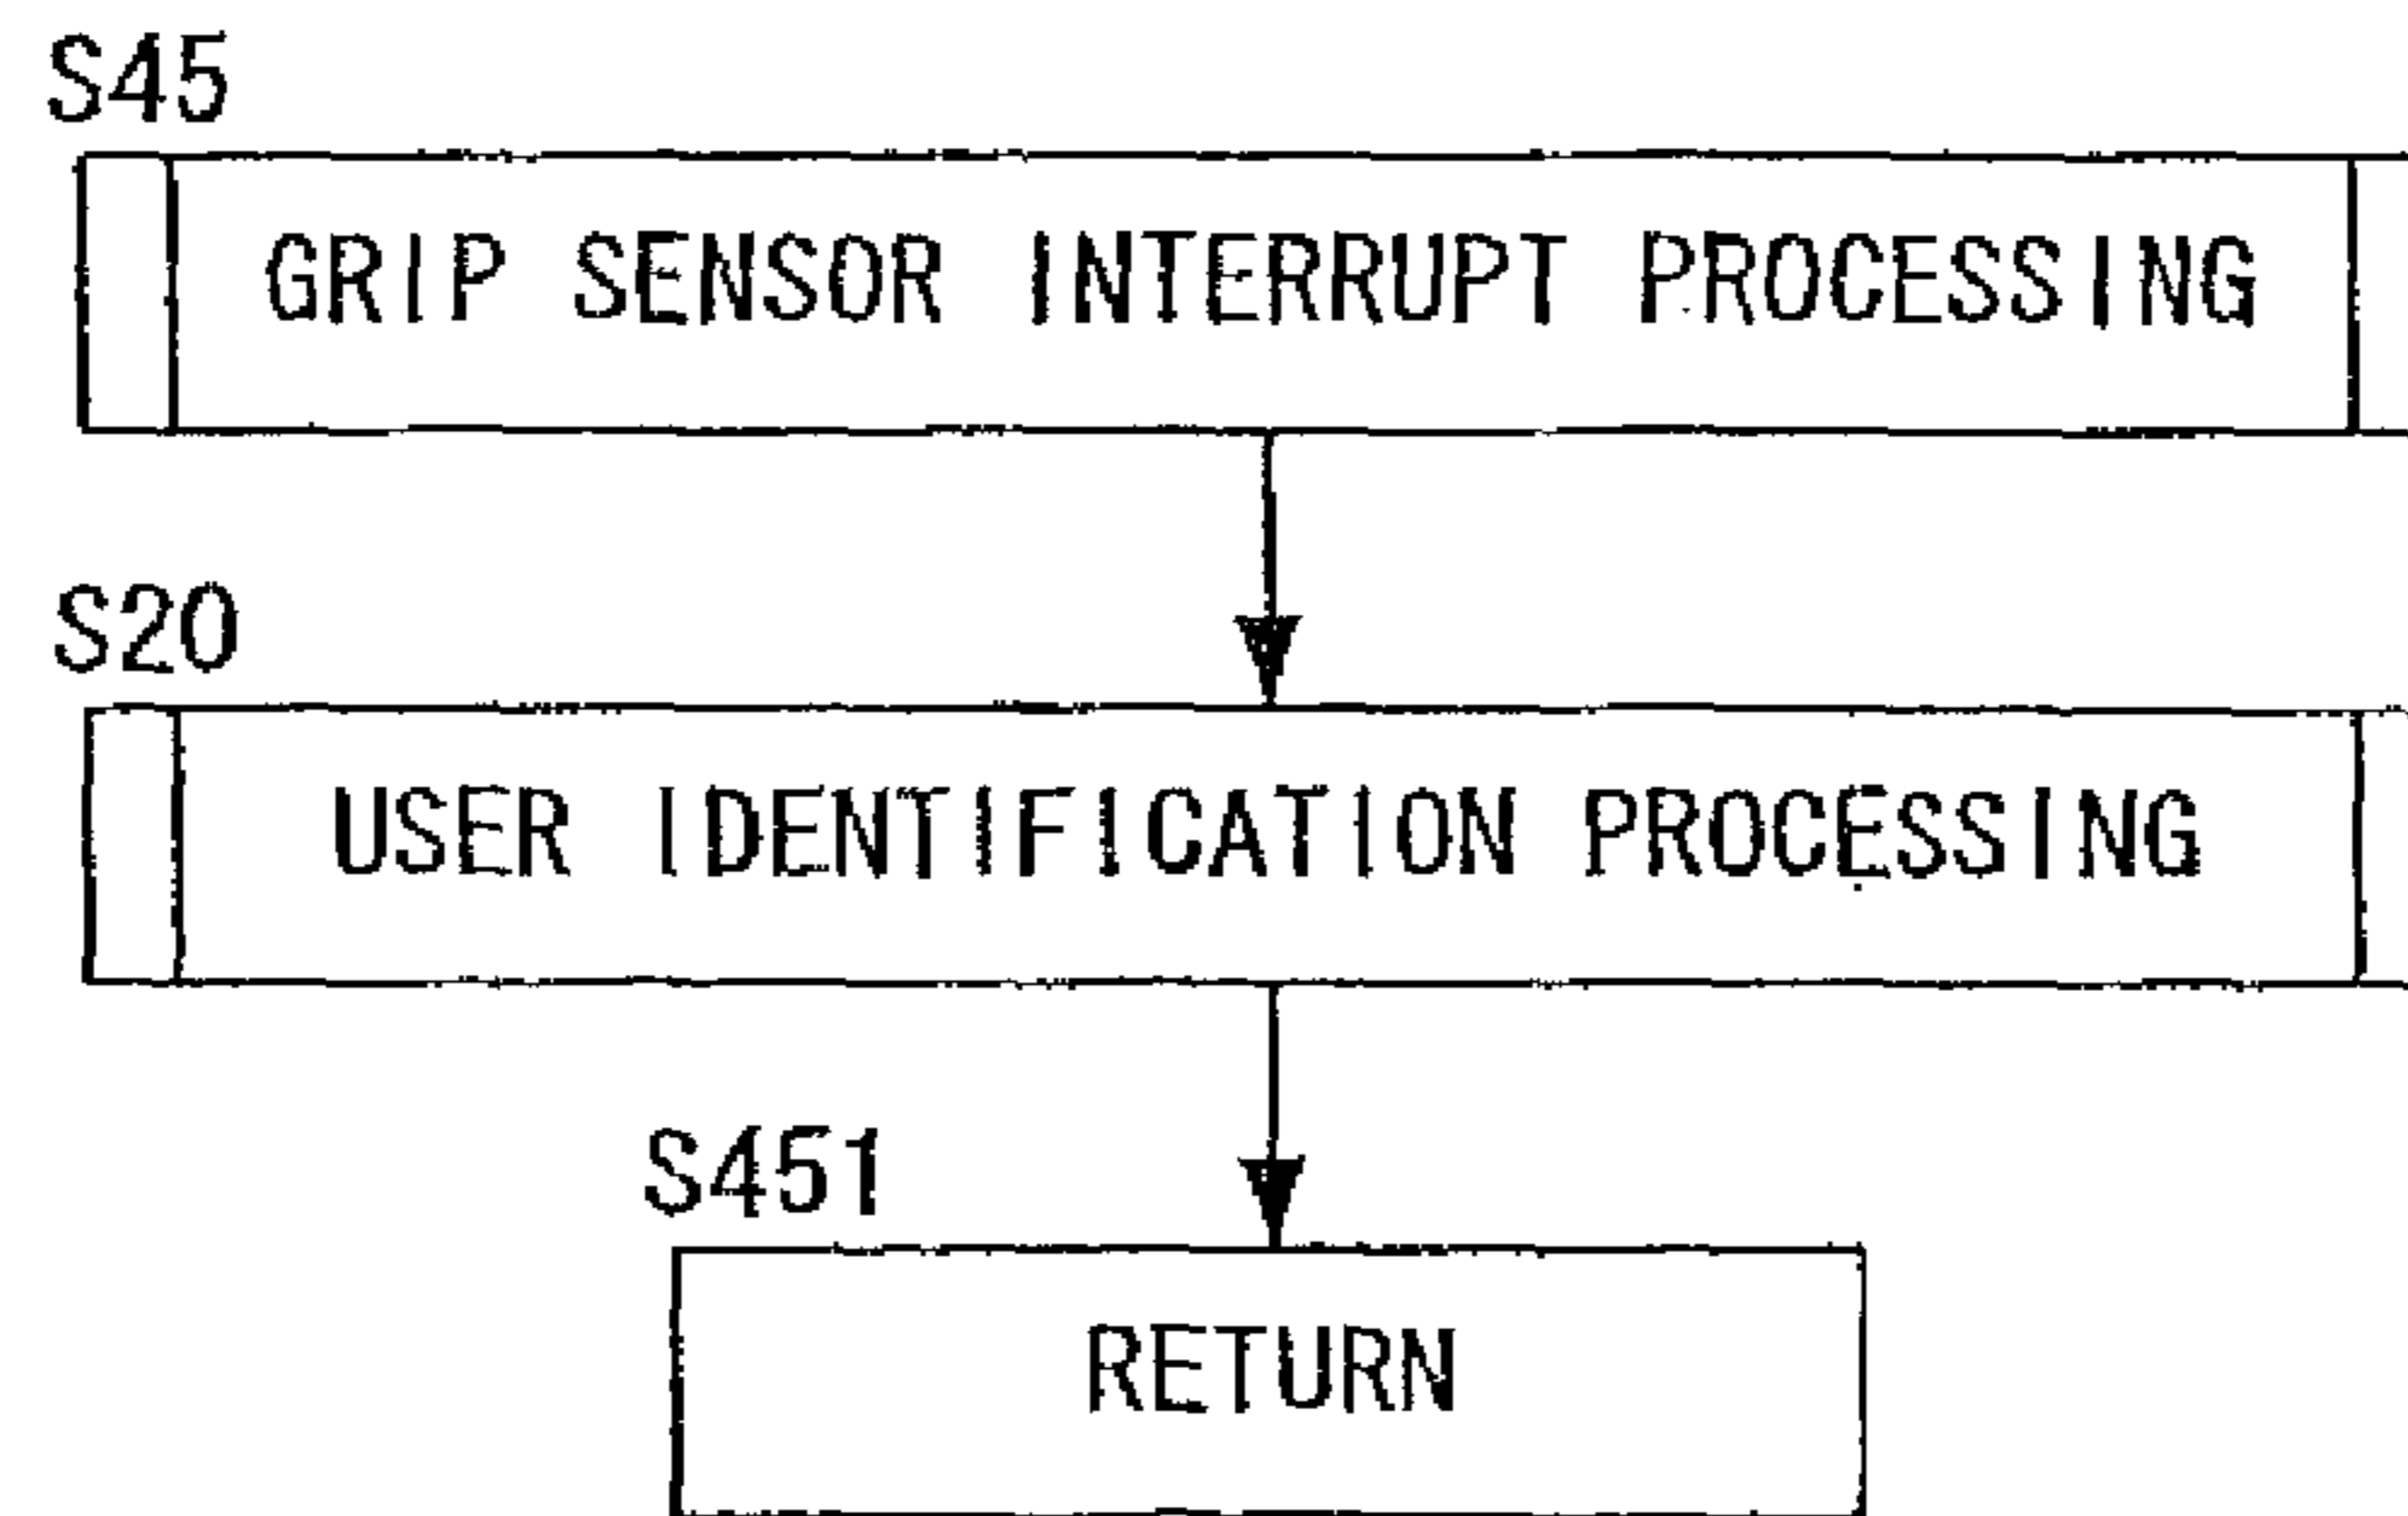 S45
GRIP SENSOR INTERRUPT PROCESSING
S20
USER IDENTIFICATION PROCESSING
S451
RETURN